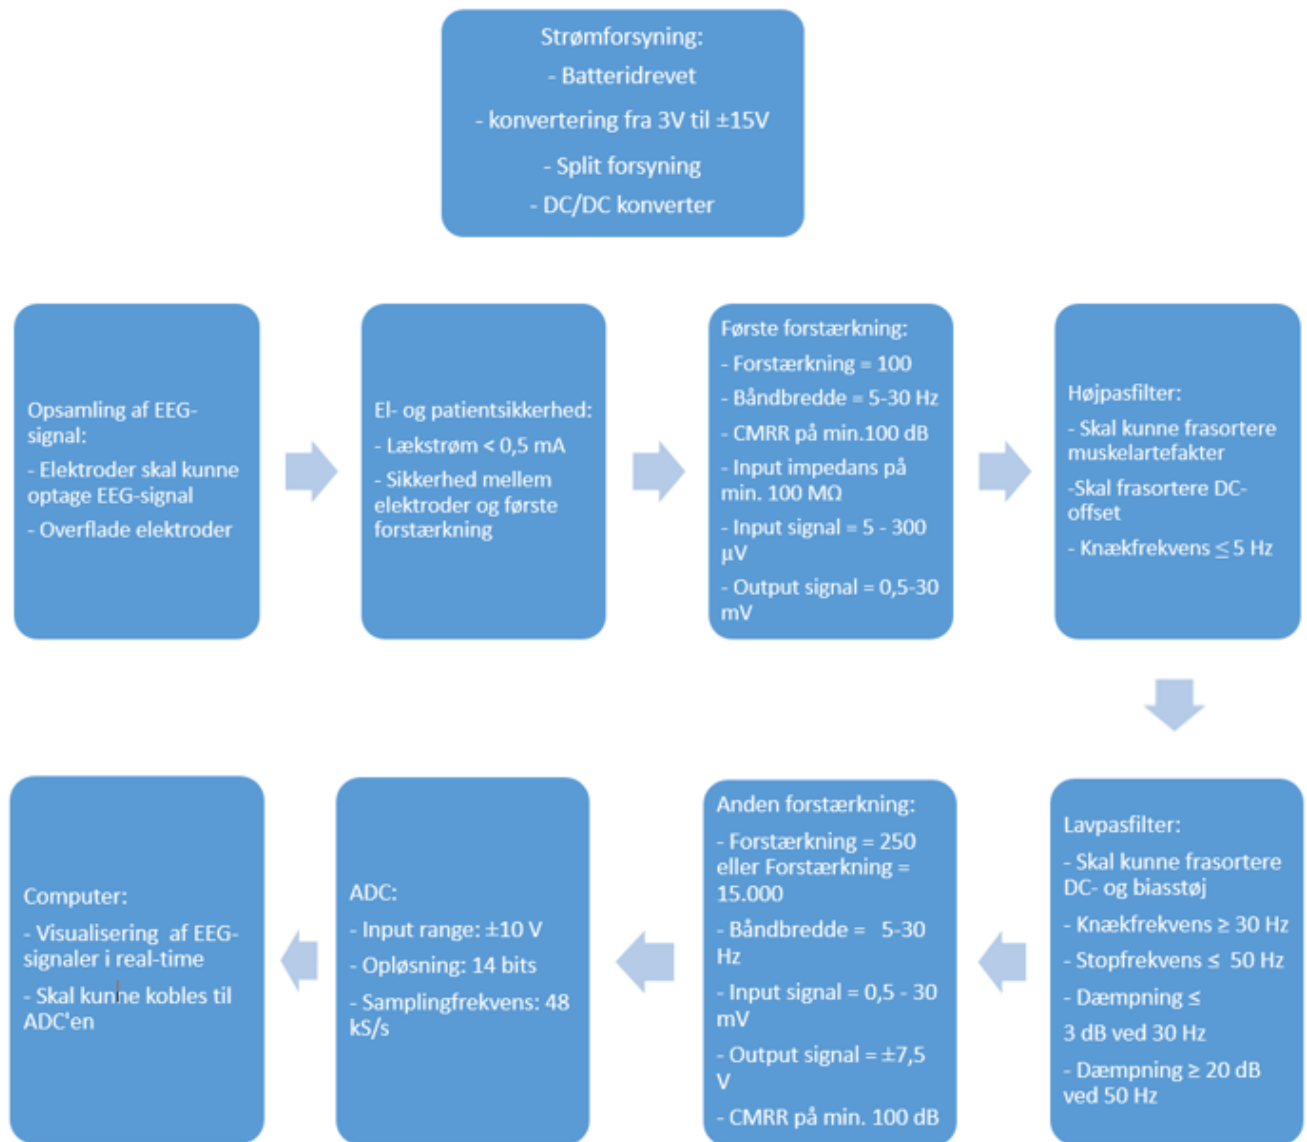 Strømforsyning:
- Batteridrevet
- konvertering fra 3V til ±15V
- Split forsyning
- DC/DC konverter
Opsamling af EEG-
signal:
- Elektroder skal kunne
optage EEG-signal
- Overflade elektroder
El- og patientsikkerhed:
- Lækstrøm < 0,5 mA
- Sikkerhed mellem
elektroder og første
forstærkning
Første forstærkning:
- Forstærkning = 100
- Båndbredde = 5-30 Hz
- CMRR på min.100 dB
- Input impedans på
min. 100 MΩ
- Input signal = 5 - 300
μV
- Output signal = 0,5-30
mV
Højpasfilter:
- Skal kunne frasortere
muskelartefakter
-Skal frasortere DC-
offset
- Knækfrekvens ≤ 5 Hz
Lavpasfilter:
- Skal kunne frasortere
DC- og biasstøj
- Knækfrekvens ≥ 30 Hz
- Stopfrekvens ≤ 50 Hz
- Dæmpning ≤
3 dB ved 30 Hz
- Dæmpning ≥ 20 dB
ved 50 Hz
Anden forstærkning:
- Forstærkning = 250
eller Forstærkning =
15.000
- Båndbredde = 5-30
Hz
- Input signal = 0,5 - 30
mV
- Output signal = ±7,5
V
- CMRR på min. 100 dB
ADC:
- Input range: ±10 V
- Opløsning: 14 bits
- Samplingfrekvens: 48
kS/s
Computer:
- Visualisering af EEG-
signaler i real-time
- Skal kunne kobles til
ADC'en